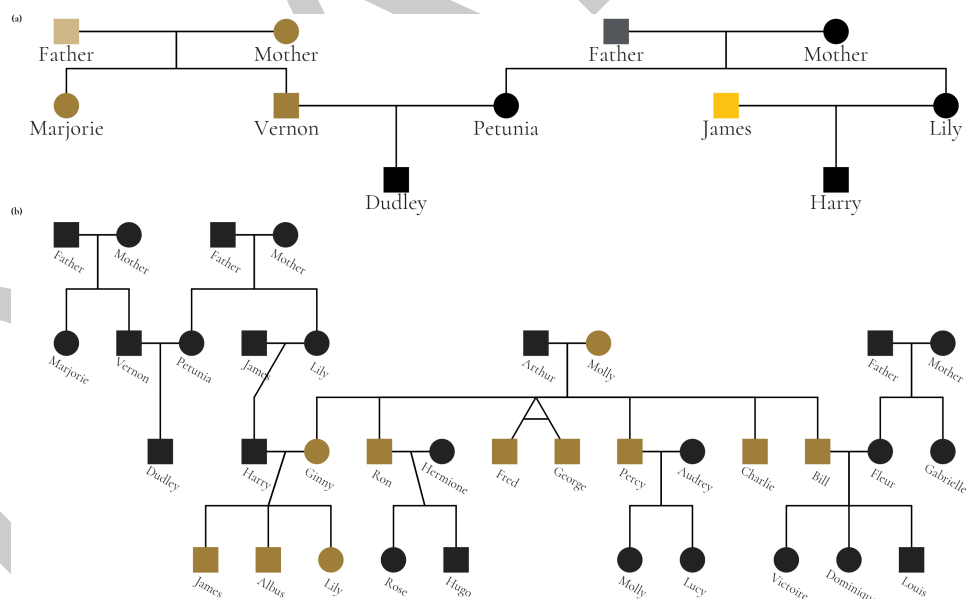 (a)
Father
Mother
Father
Mother
Marjorie
Vernon
Petunia
James
Lily
Dudley
Harry
(b)
Father
Mother
Father
Mother
Marjorie
Vernon
Petunia
James
Lily
Arthur
Molly
Father
Mother
Dudley
Harry
Ginny
Ron
Hermione
Fred
George
Percy
Audrey
Charlie
Bill
Fleur
Gabrielle
James
Albus
Lily
Rose
Hugo
Molly
Lucy
Victoire
Dominique
Louis